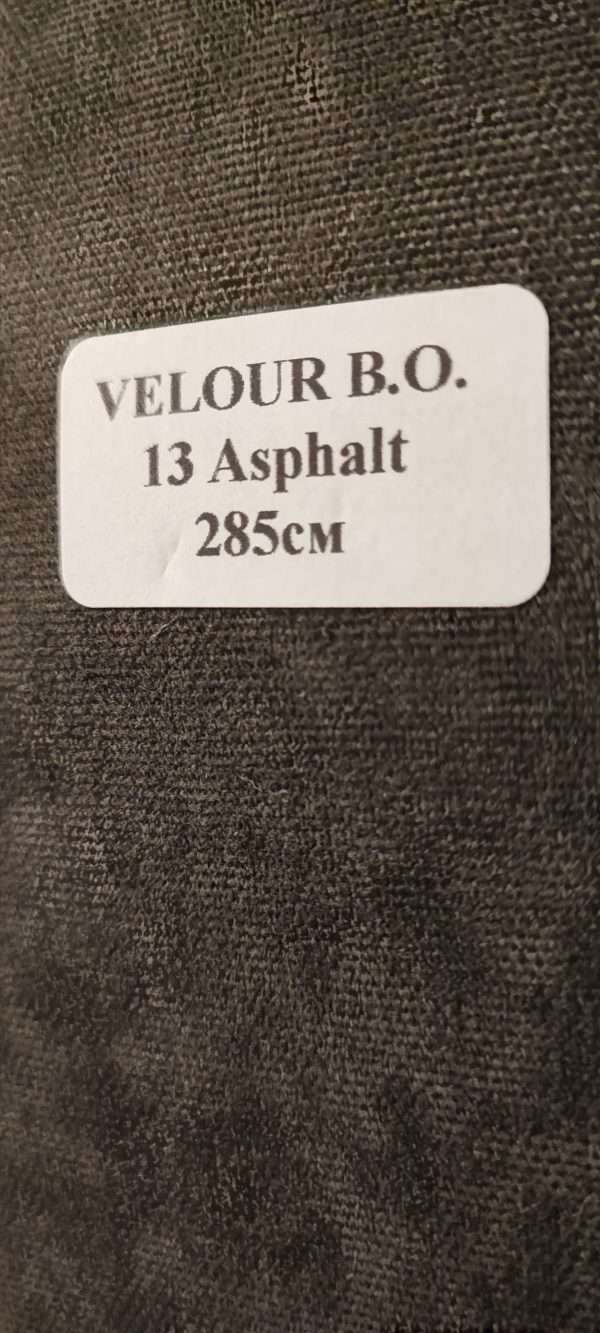 VELOUR B.O.
13 Asphalt
285см